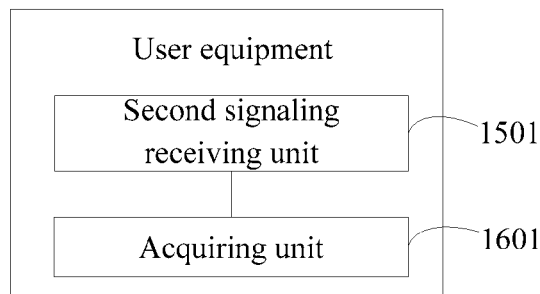 User equipment
Second signaling
receiving unit
1501
Acquiring unit
1601